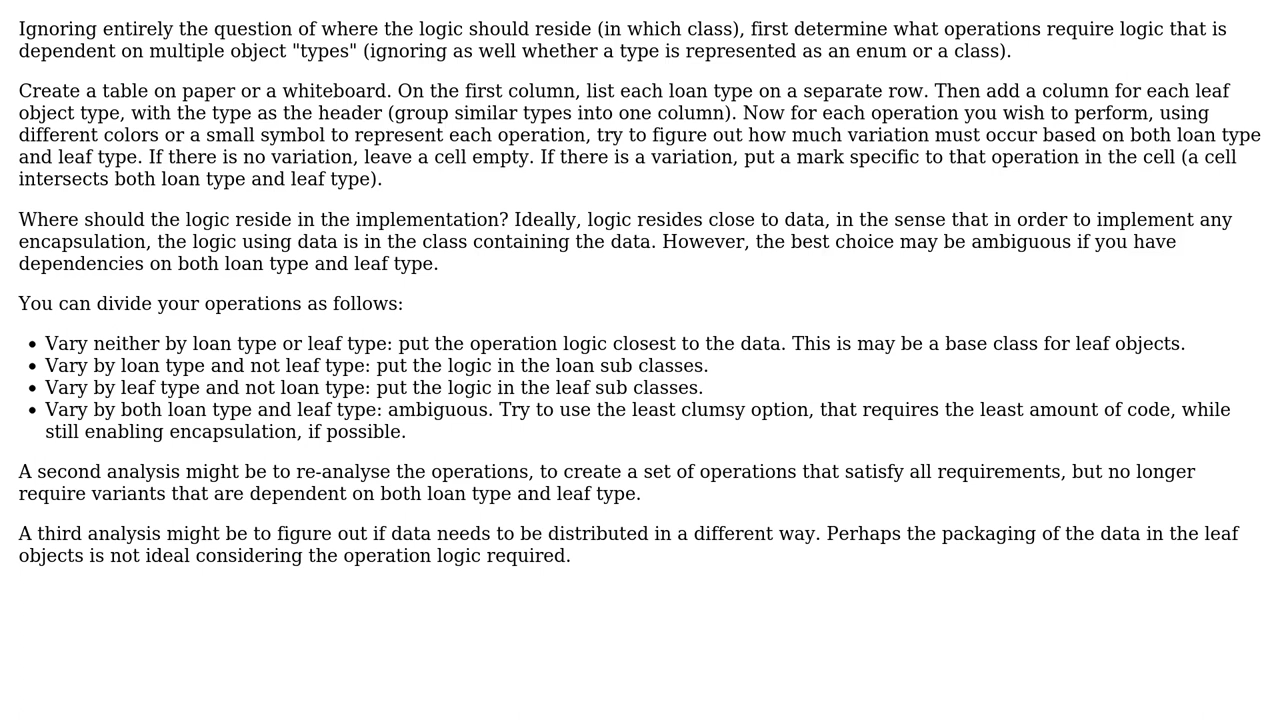 Ignoring entirely the question of where the logic should reside (in which class), first determine what operations require logic that is
dependent on multiple object "types" (ignoring as well whether a type is represented as an enum or a class).
Create a table on paper or a whiteboard. On the first column, list each loan type on a separate row. Then add a column for each leaf
object type, with the type as the header (group similar types into one column). Now for each operation you wish to perform, using
different colors or a small symbol to represent each operation, try to figure out how much variation must occur based on both loan type
and leaf type. If there is no variation, leave a cell empty. If there is a variation, put a mark specific to that operation in the cell (a cell
intersects both loan type and leaf type).
Where should the logic reside in the implementation? Ideally, logic resides close to data, in the sense that in order to implement any
encapsulation, the logic using data is in the class containing the data. However, the best choice may be ambiguous if you have
dependencies on both loan type and leaf type.
You can divide your operations as follows:
• Vary neither by loan type or leaf type: put the operation logic closest to the data. This is may be a base class for leaf objects.
• Vary by loan type and not leaf type: put the logic in the loan sub classes.
• Vary by leaf type and not loan type: put the logic in the leaf sub classes.
• Vary by both loan type and leaf type: ambiguous. Try to use the least clumsy option, that requires the least amount of code, while
still enabling encapsulation, if possible.
A second analysis might be to re-analyse the operations, to create a set of operations that satisfy all requirements, but no longer
require variants that are dependent on both loan type and leaf type.
A third analysis might be to figure out if data needs to be distributed in a different way. Perhaps the packaging of the data in the leaf
objects is not ideal considering the operation logic required.